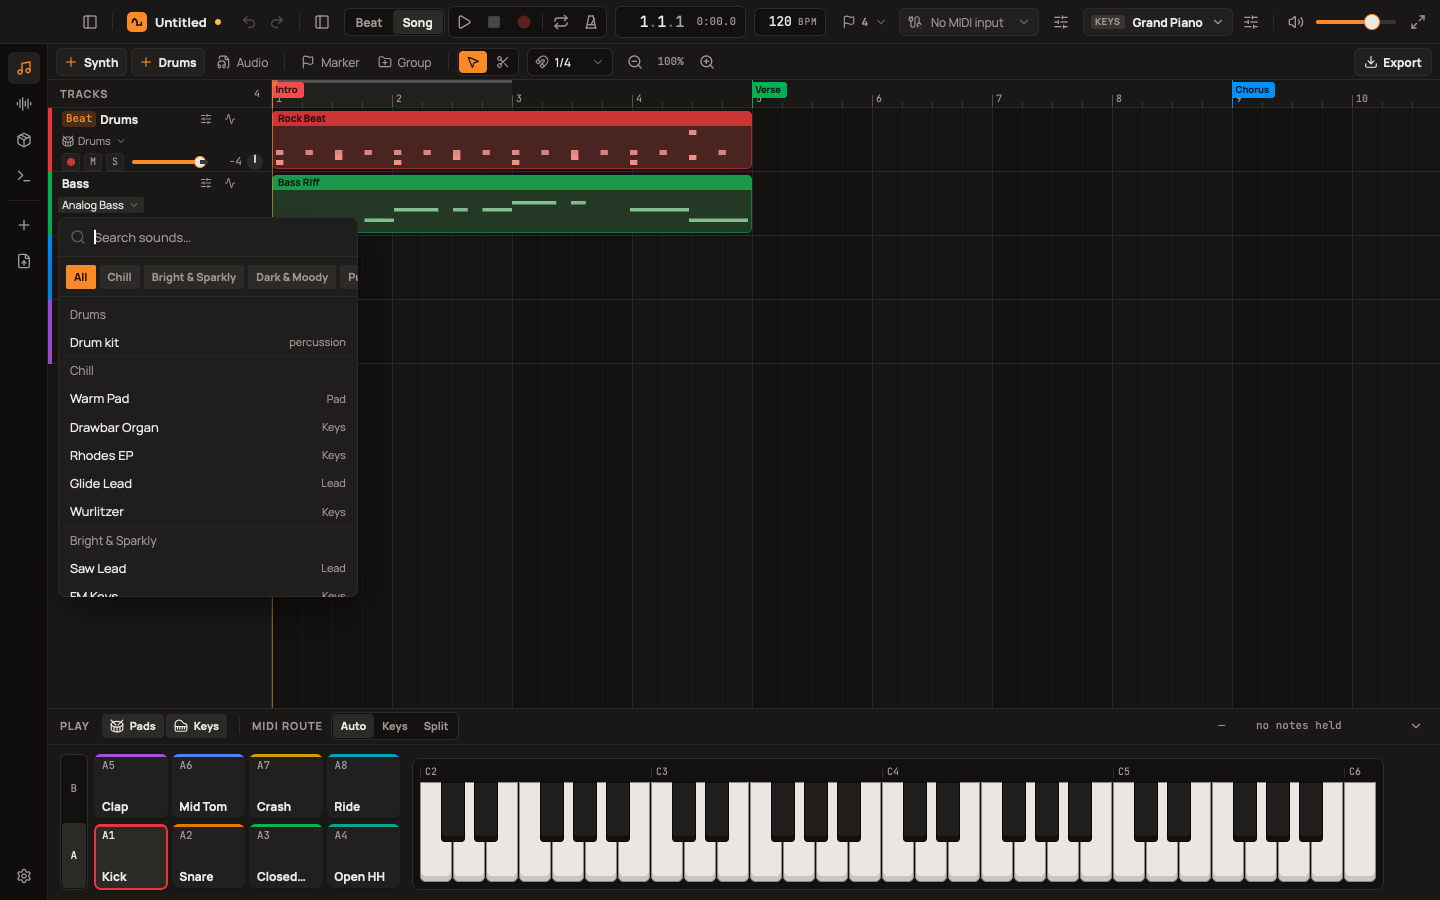 Untitled
Beat Song
1.1.1 0:00.0
120 BPM
4
No MIDI input
KEYS Grand Piano
Synth
Drums
Audio
Marker
Group
1/4
100%
Export
TRACKS 4
Intro
Verse
Chorus
1 2 3 4 5 6 7 8 9 10
Beat Drums
Drums
M S -4
Rock Beat
Bass
Analog Bass
Bass Riff
Search sounds...
All Chill Bright & Sparkly Dark & Moody
Drums
Drum kit percussion
Chill
Warm Pad Pad
Drawbar Organ Keys
Rhodes EP Keys
Glide Lead Lead
Wurlitzer Keys
Bright & Sparkly
Saw Lead Lead
FM Keys Keys
PLAY Pads Keys MIDI ROUTE Auto Keys Split
– no notes held
B
A
A5 Clap
A6 Mid Tom
A7 Crash
A8 Ride
A1 Kick
A2 Snare
A3 Closed...
A4 Open HH
C2 C3 C4 C5 C6